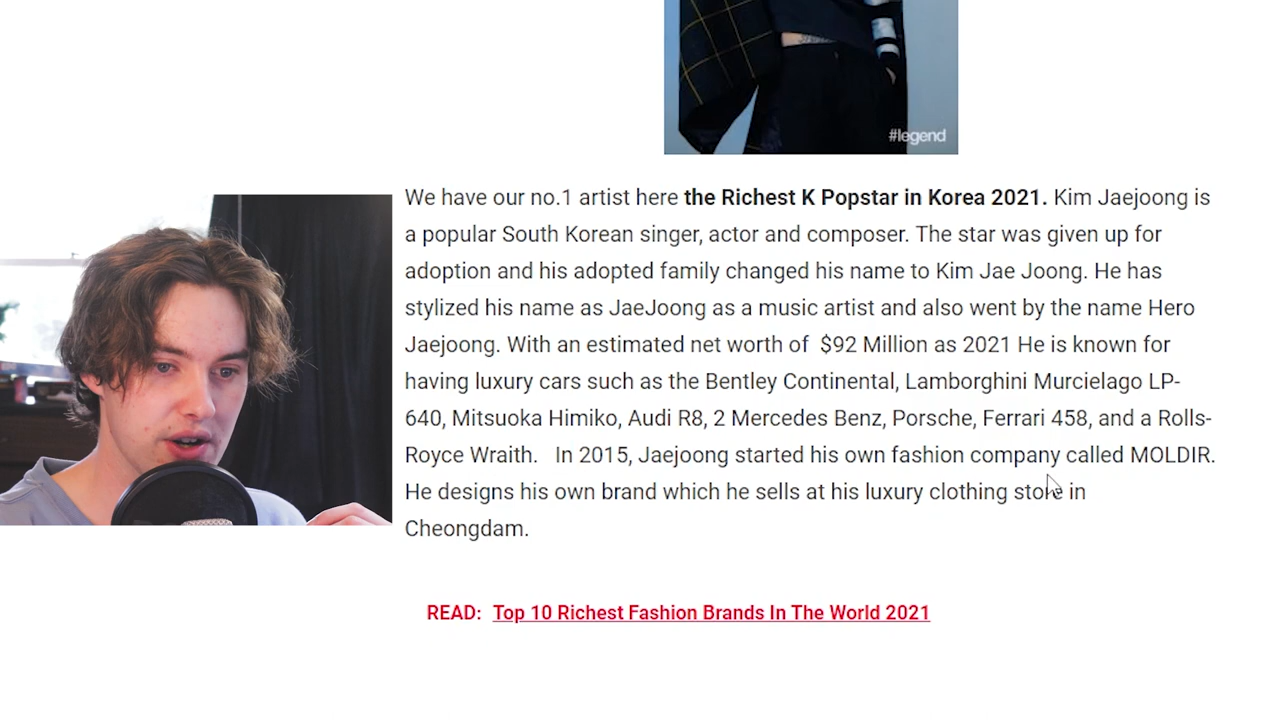 #legend
We have our no.1 artist here the Richest K Popstar in Korea 2021. Kim Jaejoong is
a popular South Korean singer, actor and composer. The star was given up for
adoption and his adopted family changed his name to Kim Jae Joong. He has
stylized his name as JaeJoong as a music artist and also went by the name Hero
Jaejoong. With an estimated net worth of $92 Million as 2021 He is known for
having luxury cars such as the Bentley Continental, Lamborghini Murcielago LP-
640, Mitsuoka Himiko, Audi R8, 2 Mercedes Benz, Porsche, Ferrari 458, and a Rolls-
Royce Wraith. In 2015, Jaejoong started his own fashion company called MOLDIR.
He designs his own brand which he sells at his luxury clothing store in
Cheongdam.
READ: Top 10 Richest Fashion Brands In The World 2021